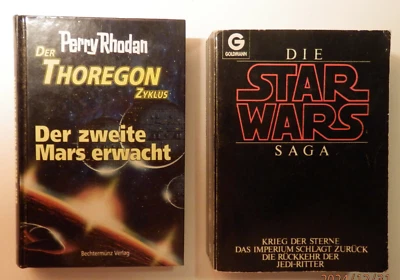 Perry Rhodan
DER
THOREGON
ZYKLUS
Der zweite
Mars erwacht
Bechtermünz Verlag
G
GOLDMANN
DIE
STAR
WARS
SAGA
KRIEG DER STERNE
DAS IMPERIUM SCHLÄGT ZURÜCK
DIE RÜCKKEHR DER
JEDI-RITTER